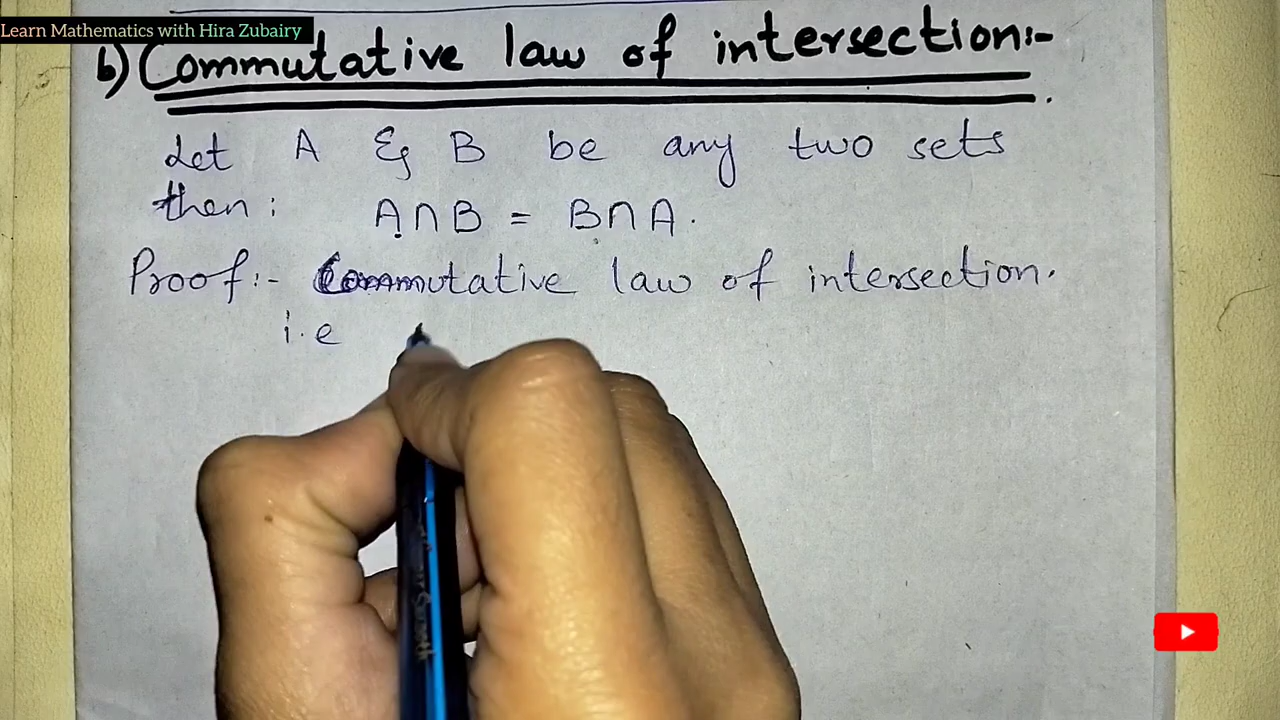 Learn Mathematics with Hira Zubairy
b) Commutative law of intersection:-
Let A & B be any two sets
then: A∩B = B∩A.
Proof:- Commutative law of intersection.
i.e